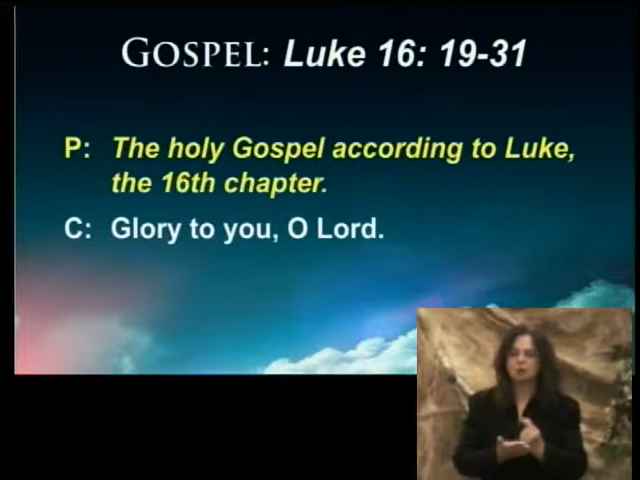 GOSPEL: Luke 16: 19-31
P: The holy Gospel according to Luke,
the 16th chapter.
C: Glory to you, O Lord.